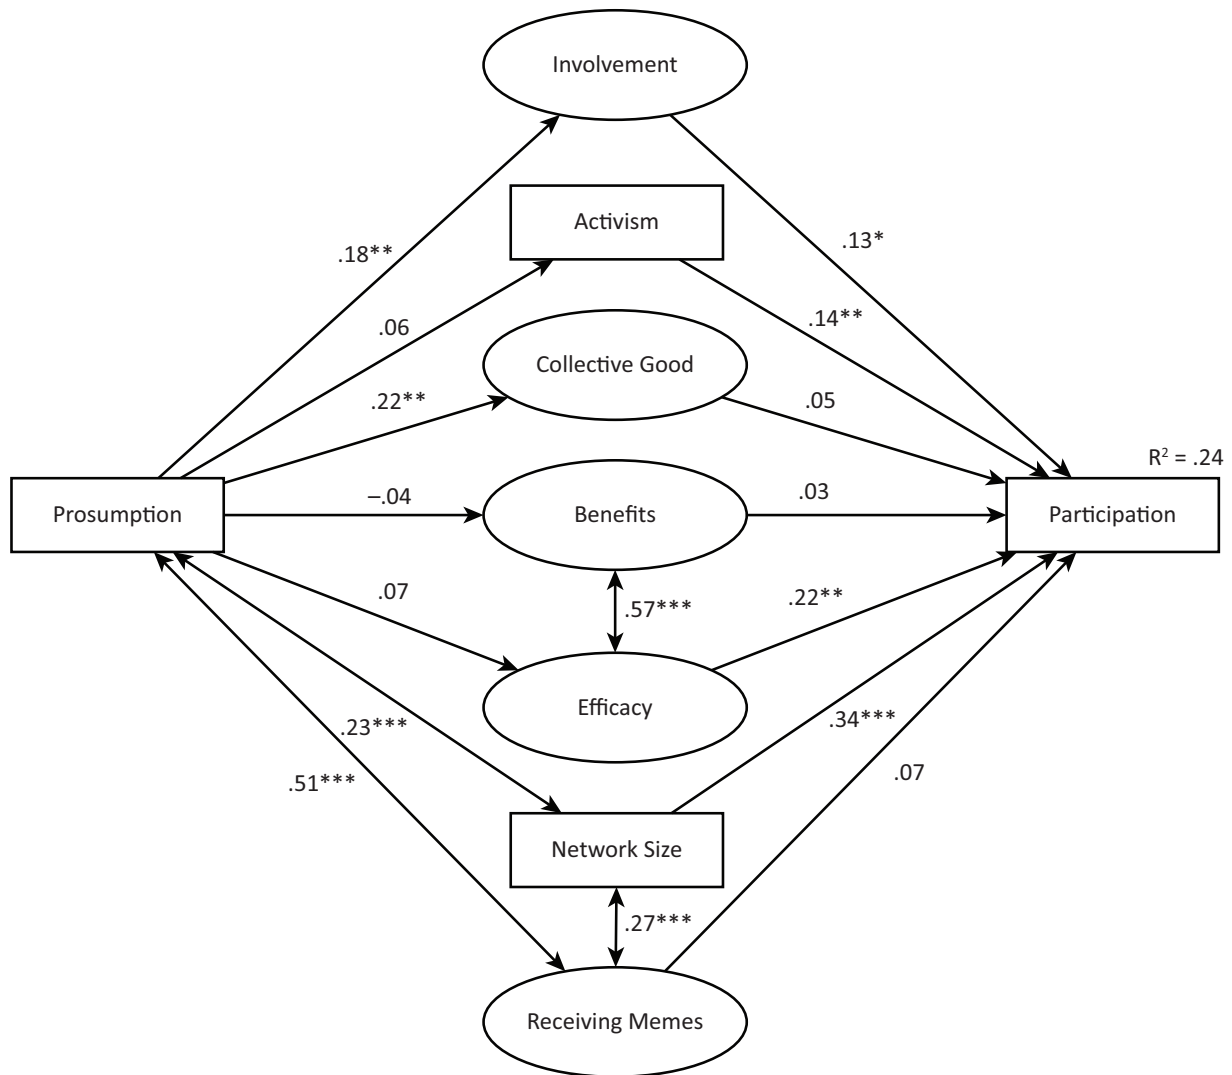 Involvement
Activism
.18**
.13*
.06
.14**
Collective Good
.22**
.05
R² = .24
Prosumption
–.04
Benefits
.03
Participation
.07
.57***
.22**
Efficacy
.23***
.34***
.51***
.07
Network Size
.27***
Receiving Memes